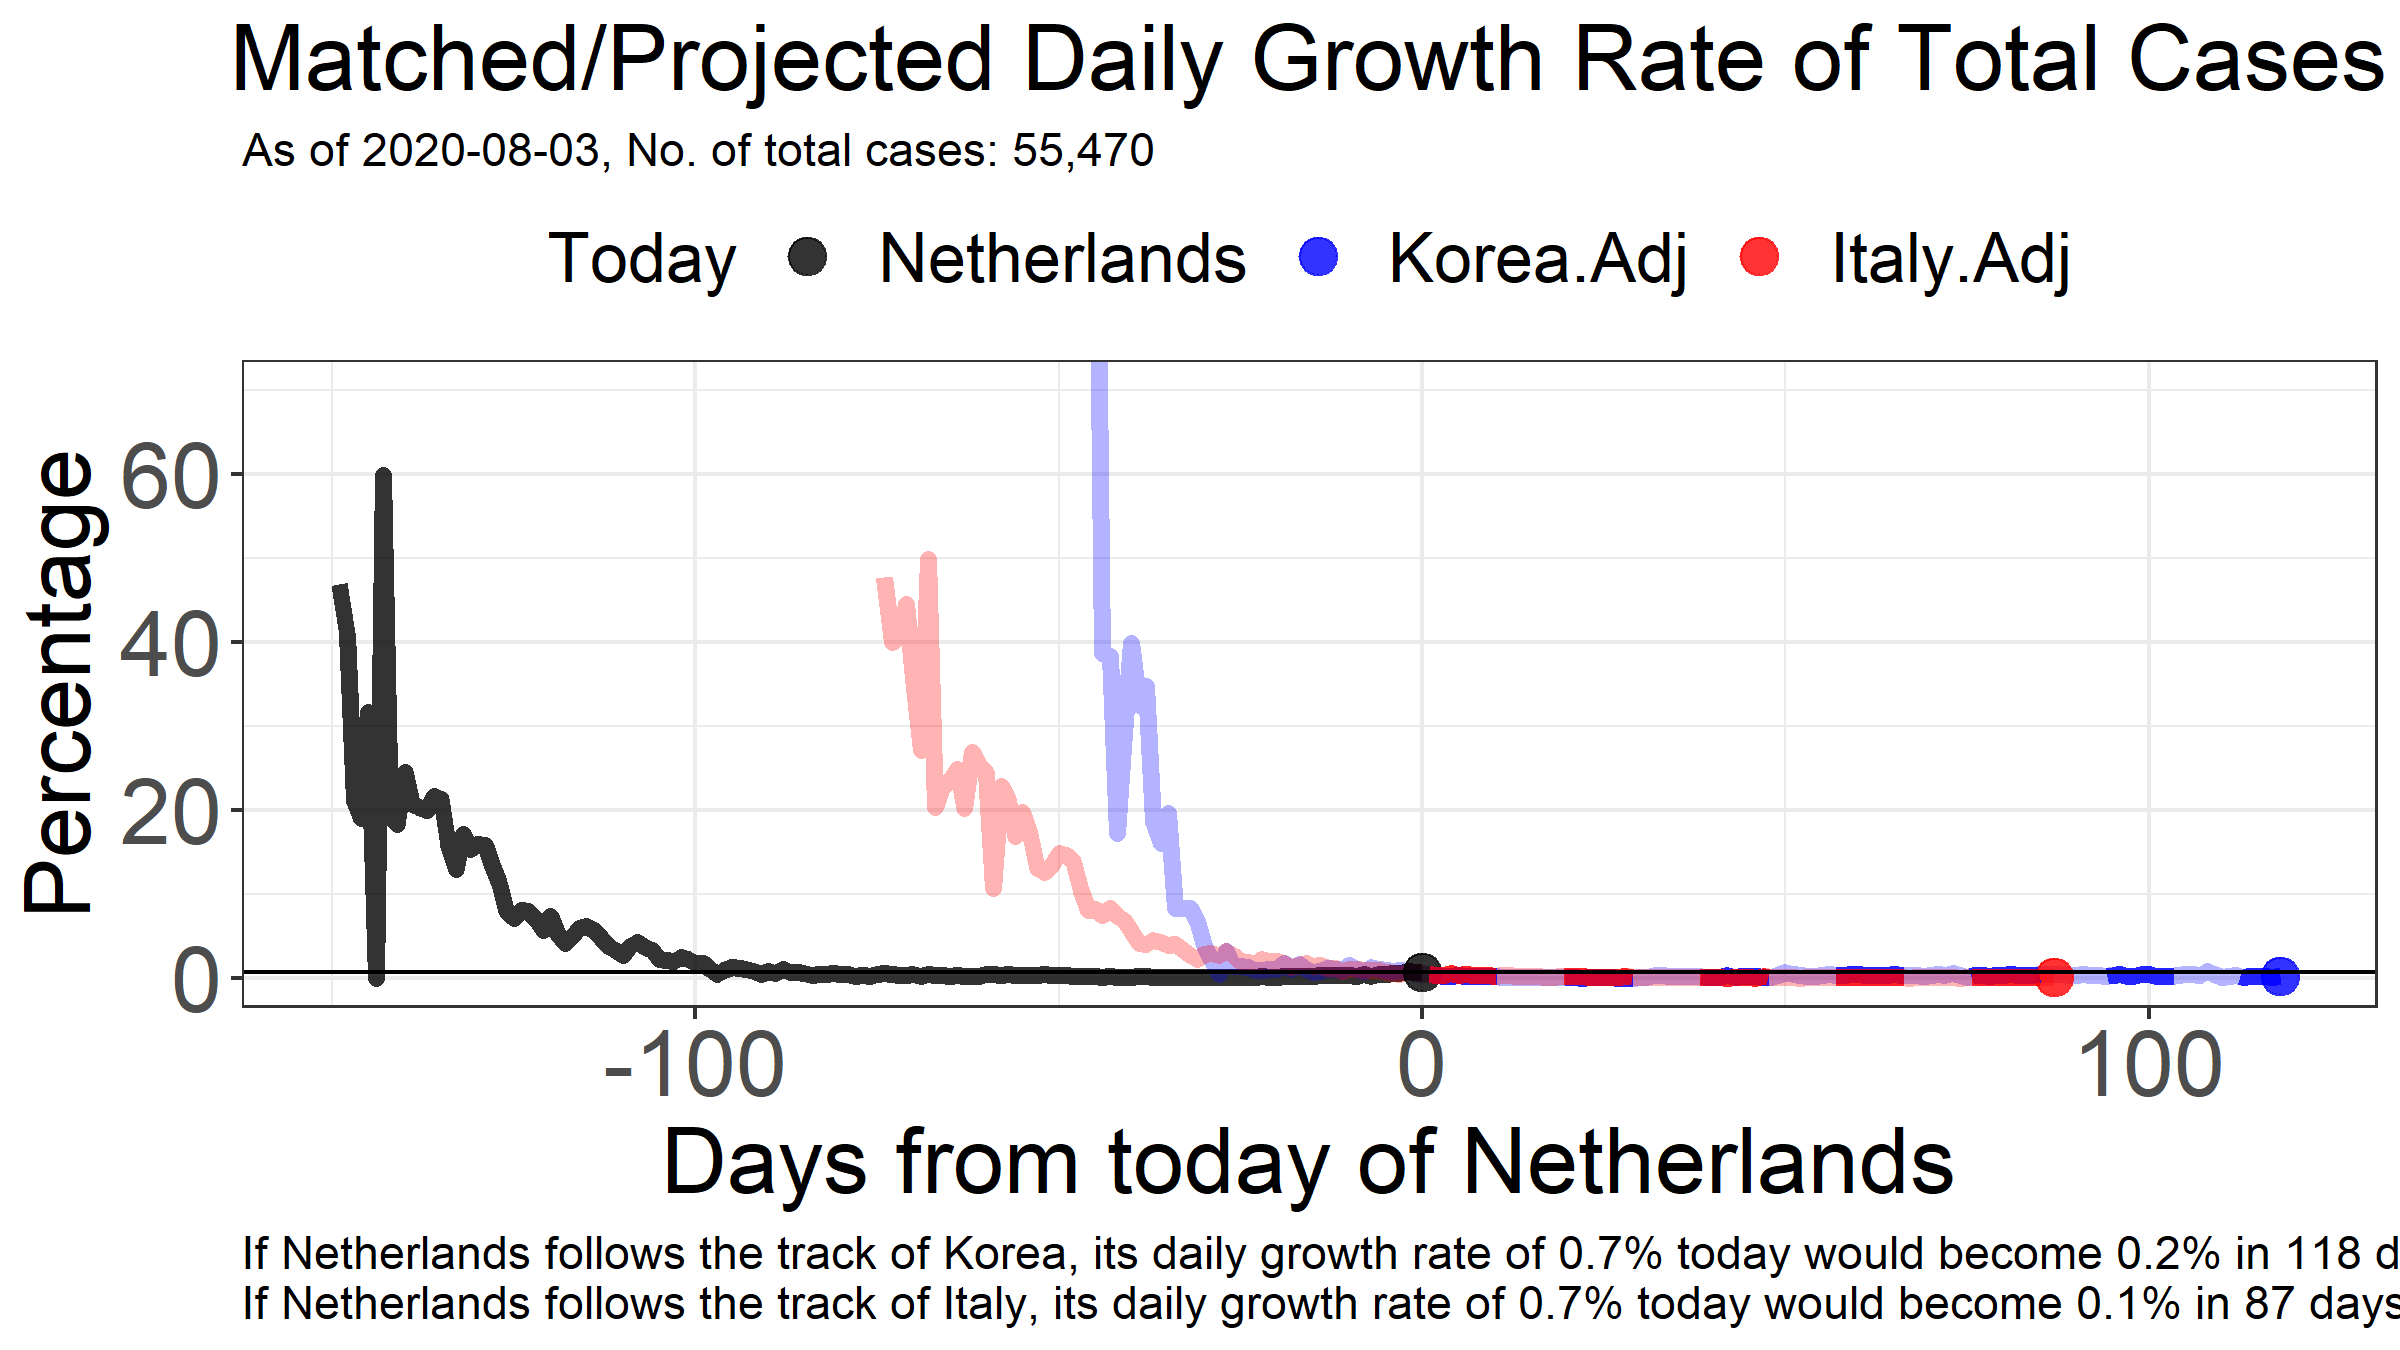 Matched/Projected Daily Growth Rate of Total Cases
As of 2020-08-03, No. of total cases: 55,470
Today Netherlands Korea.Adj Italy.Adj
Percentage
60
40
20
0
-100 0 100
Days from today of Netherlands
If Netherlands follows the track of Korea, its daily growth rate of 0.7% today would become 0.2% in 118 d
If Netherlands follows the track of Italy, its daily growth rate of 0.7% today would become 0.1% in 87 days